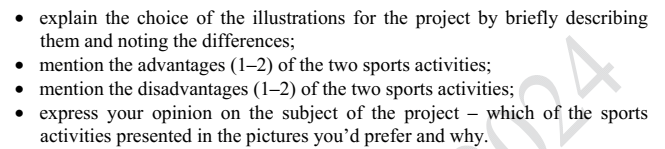 • explain the choice of the illustrations for the project by briefly describing
them and noting the differences;
• mention the advantages (1–2) of the two sports activities;
• mention the disadvantages (1–2) of the two sports activities;
• express your opinion on the subject of the project – which of the sports
activities presented in the pictures you’d prefer and why.
2024